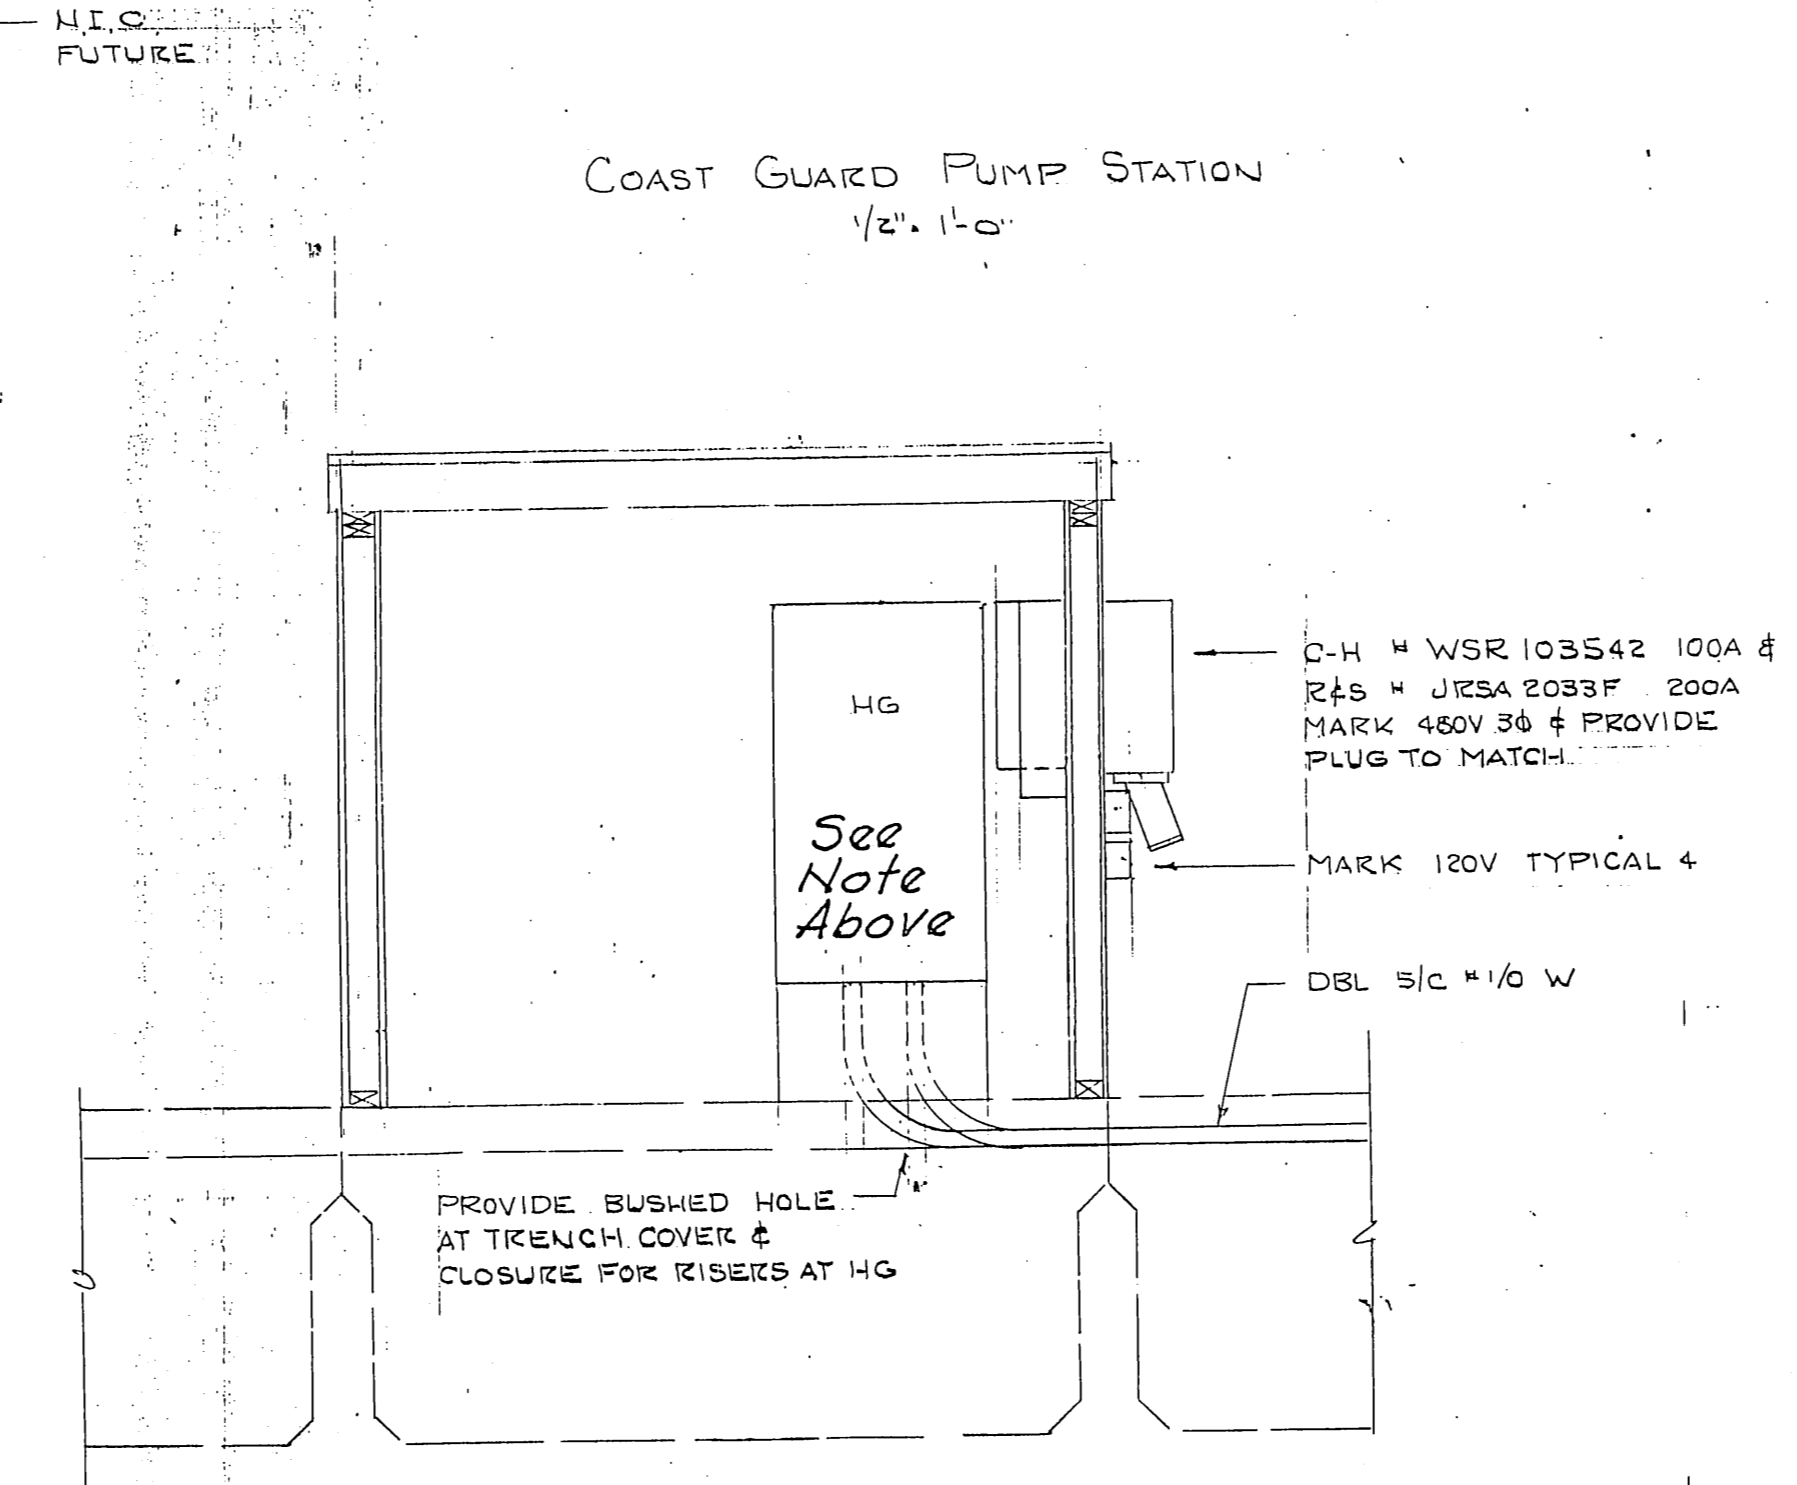 N.I.C.
FUTURE
COAST GUARD PUMP STATION
1/2" = 1'-0"
HG
See
Note
Above
C-H # WSR 103542 100A &
R&S # JRSA 2033F 200A
MARK 480V 3Φ & PROVIDE
PLUG TO MATCH
MARK 120V TYPICAL 4
DBL 5/C #1/0 W
PROVIDE BUSHED HOLE
AT TRENCH COVER &
CLOSURE FOR RISERS AT HG